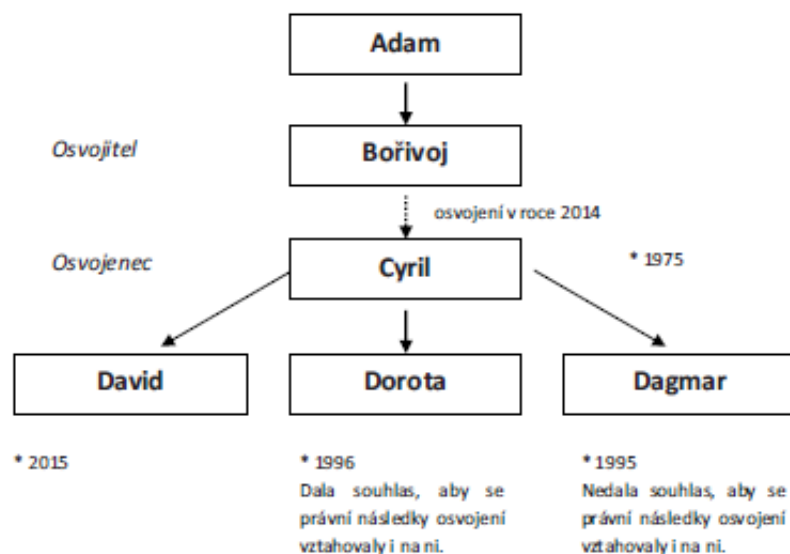 Adam
Osvojitel
Bořivoj
osvojení v roce 2014
Osvojenec
Cyril
* 1975
David
Dorota
Dagmar
* 2015
* 1996
Dala souhlas, aby se
právní následky osvojení
vztahovaly i na ni.
* 1995
Nedala souhlas, aby se
právní následky osvojení
vztahovaly i na ni.